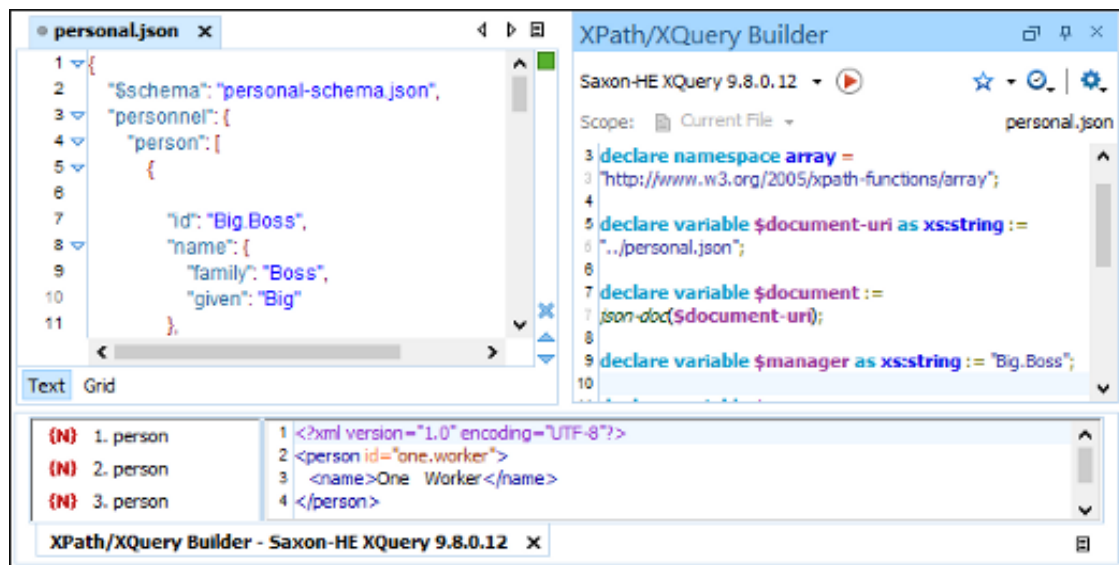 personal.json
1 {
2 "$schema": "personal-schema.json",
3 "personnel": {
4 "person": [
5 {
6
7 "id": "Big.Boss",
8 "name": {
9 "family": "Boss",
10 "given": "Big"
11 },
Text Grid
XPath/XQuery Builder
Saxon-HE XQuery 9.8.0.12
Scope: Current File personal.json
3 declare namespace array =
3 "http://www.w3.org/2005/xpath-functions/array";
4
5 declare variable $document-uri as xs:string :=
5 "../personal.json";
6
7 declare variable $document :=
7 json-doc($document-uri);
8
9 declare variable $manager as xs:string := "Big.Boss";
10
{N} 1. person
{N} 2. person
{N} 3. person
1 <?xml version="1.0" encoding="UTF-8"?>
2 <person id="one.worker">
3 <name>One Worker</name>
4 </person>
XPath/XQuery Builder - Saxon-HE XQuery 9.8.0.12